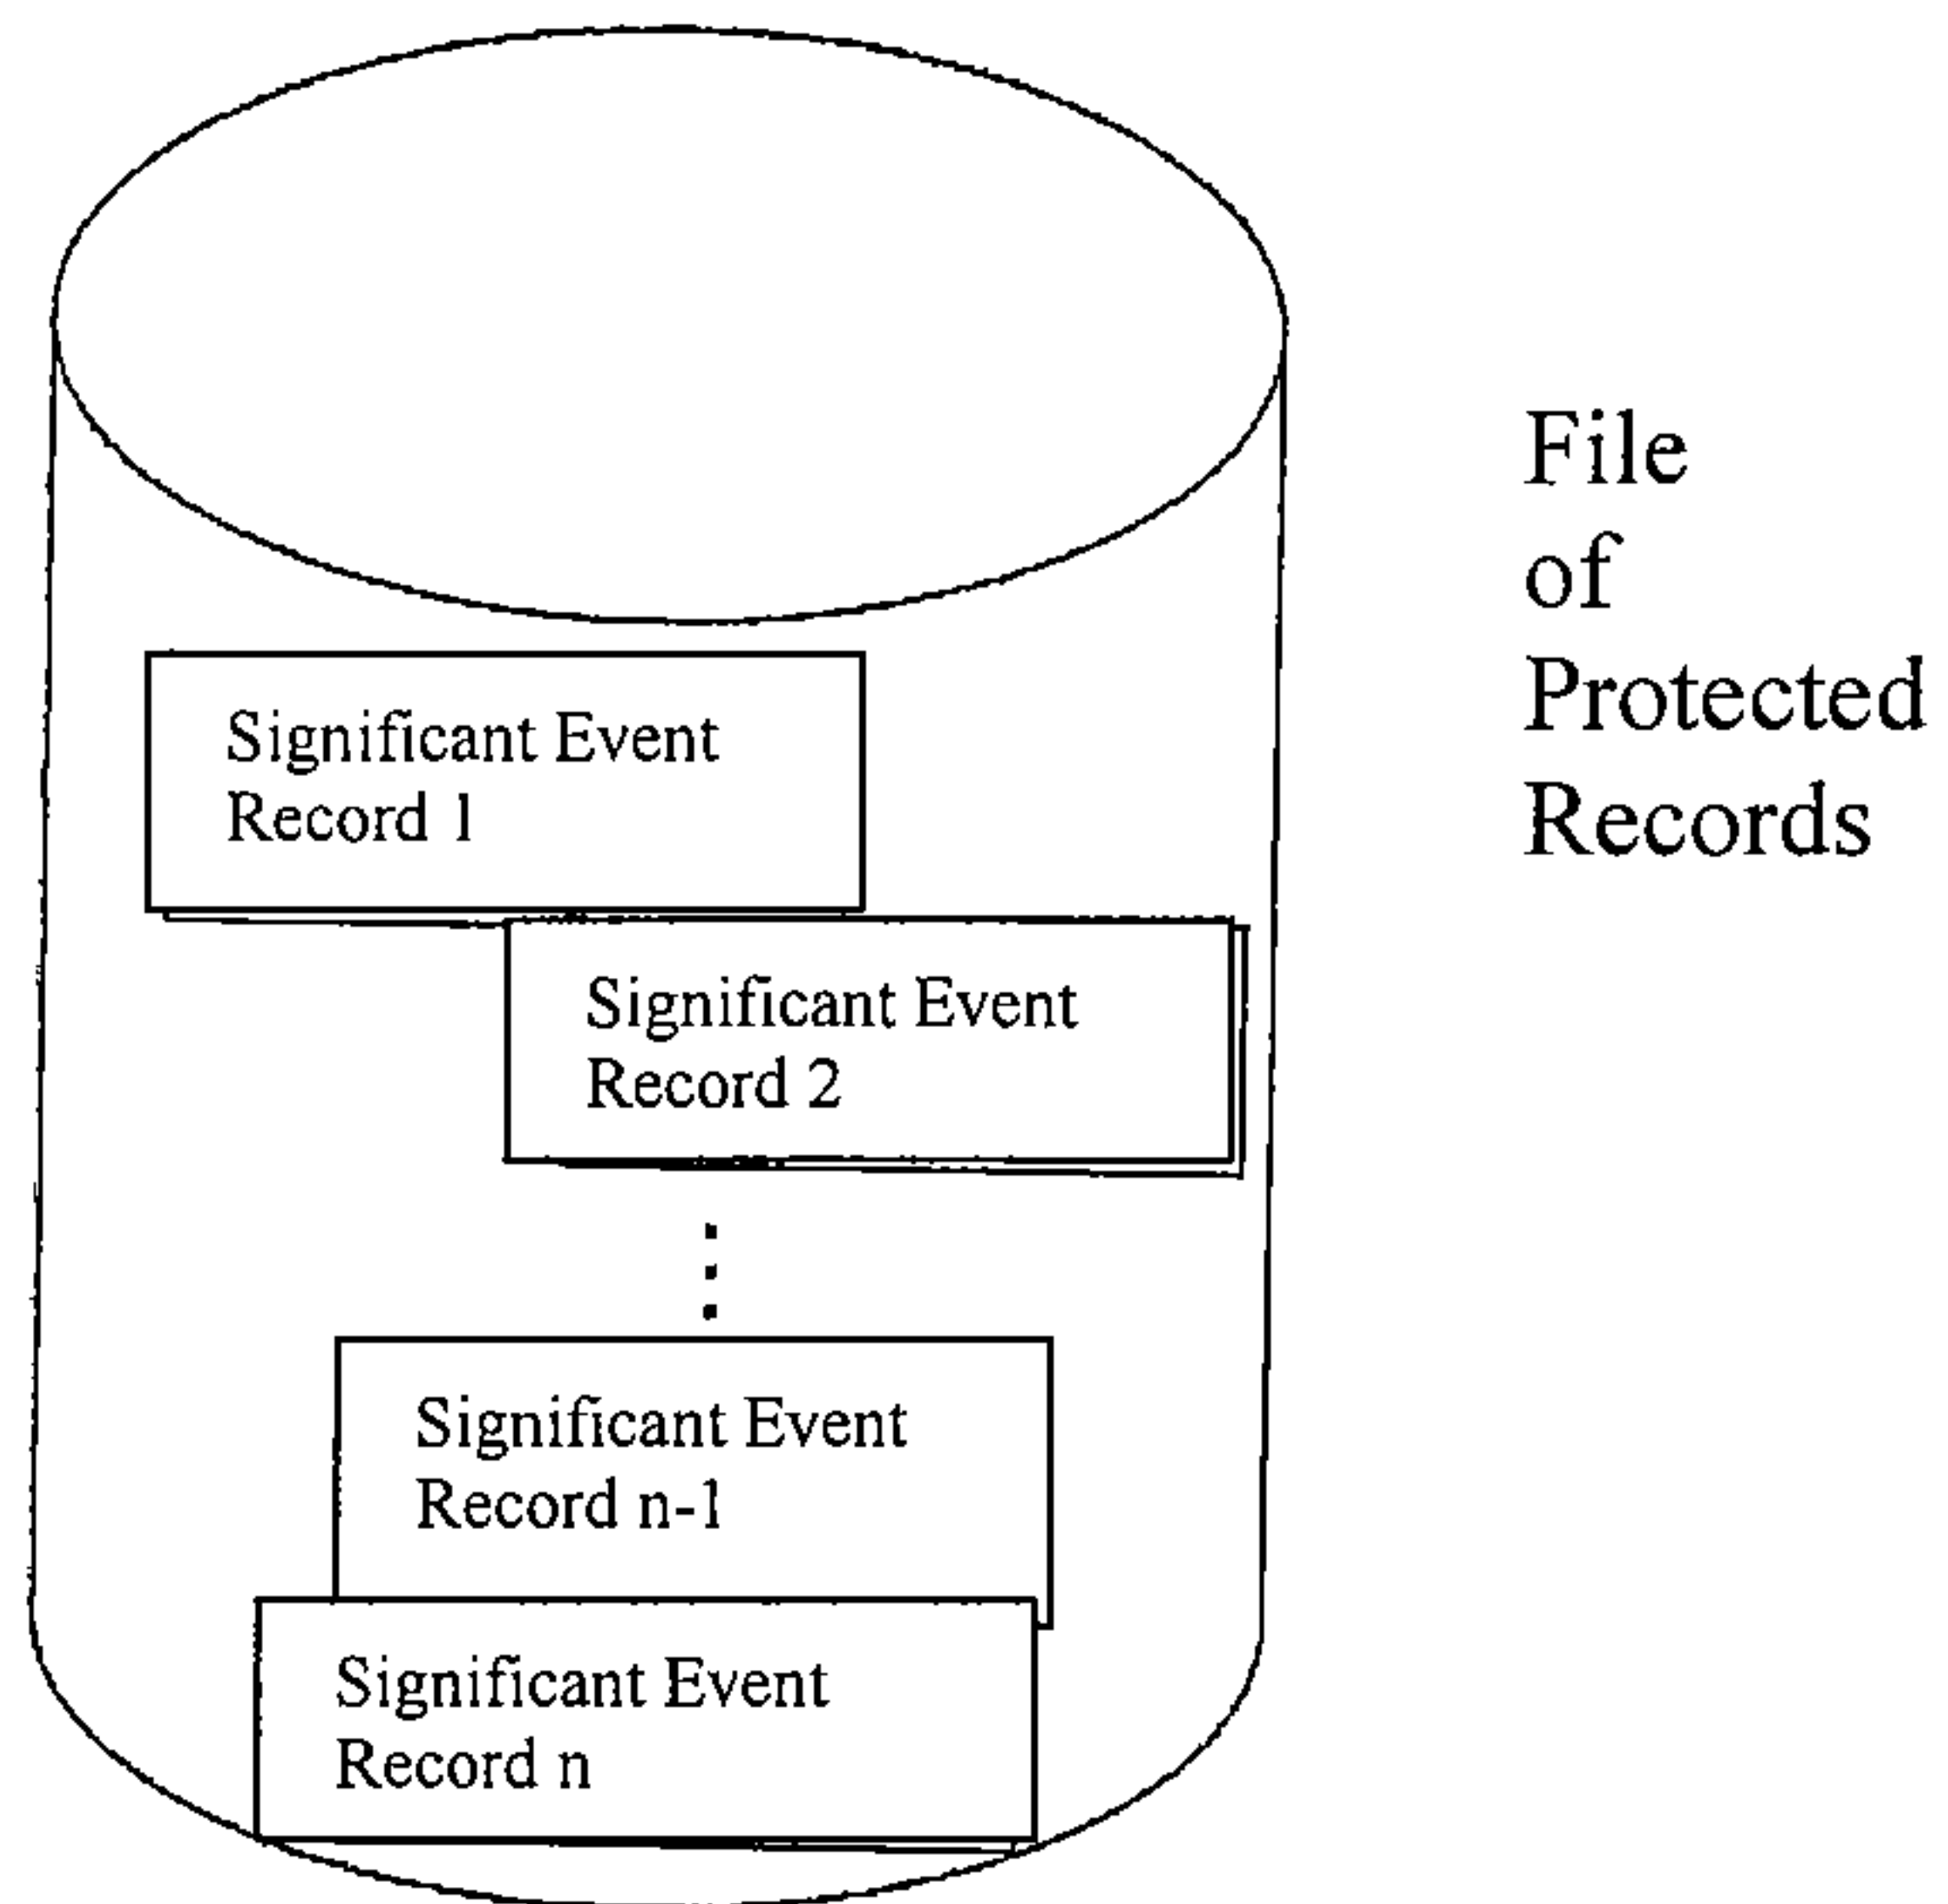 File
of
Protected
Records
Significant Event
Record 1
Significant Event
Record 2
Significant Event
Record n-1
Significant Event
Record n